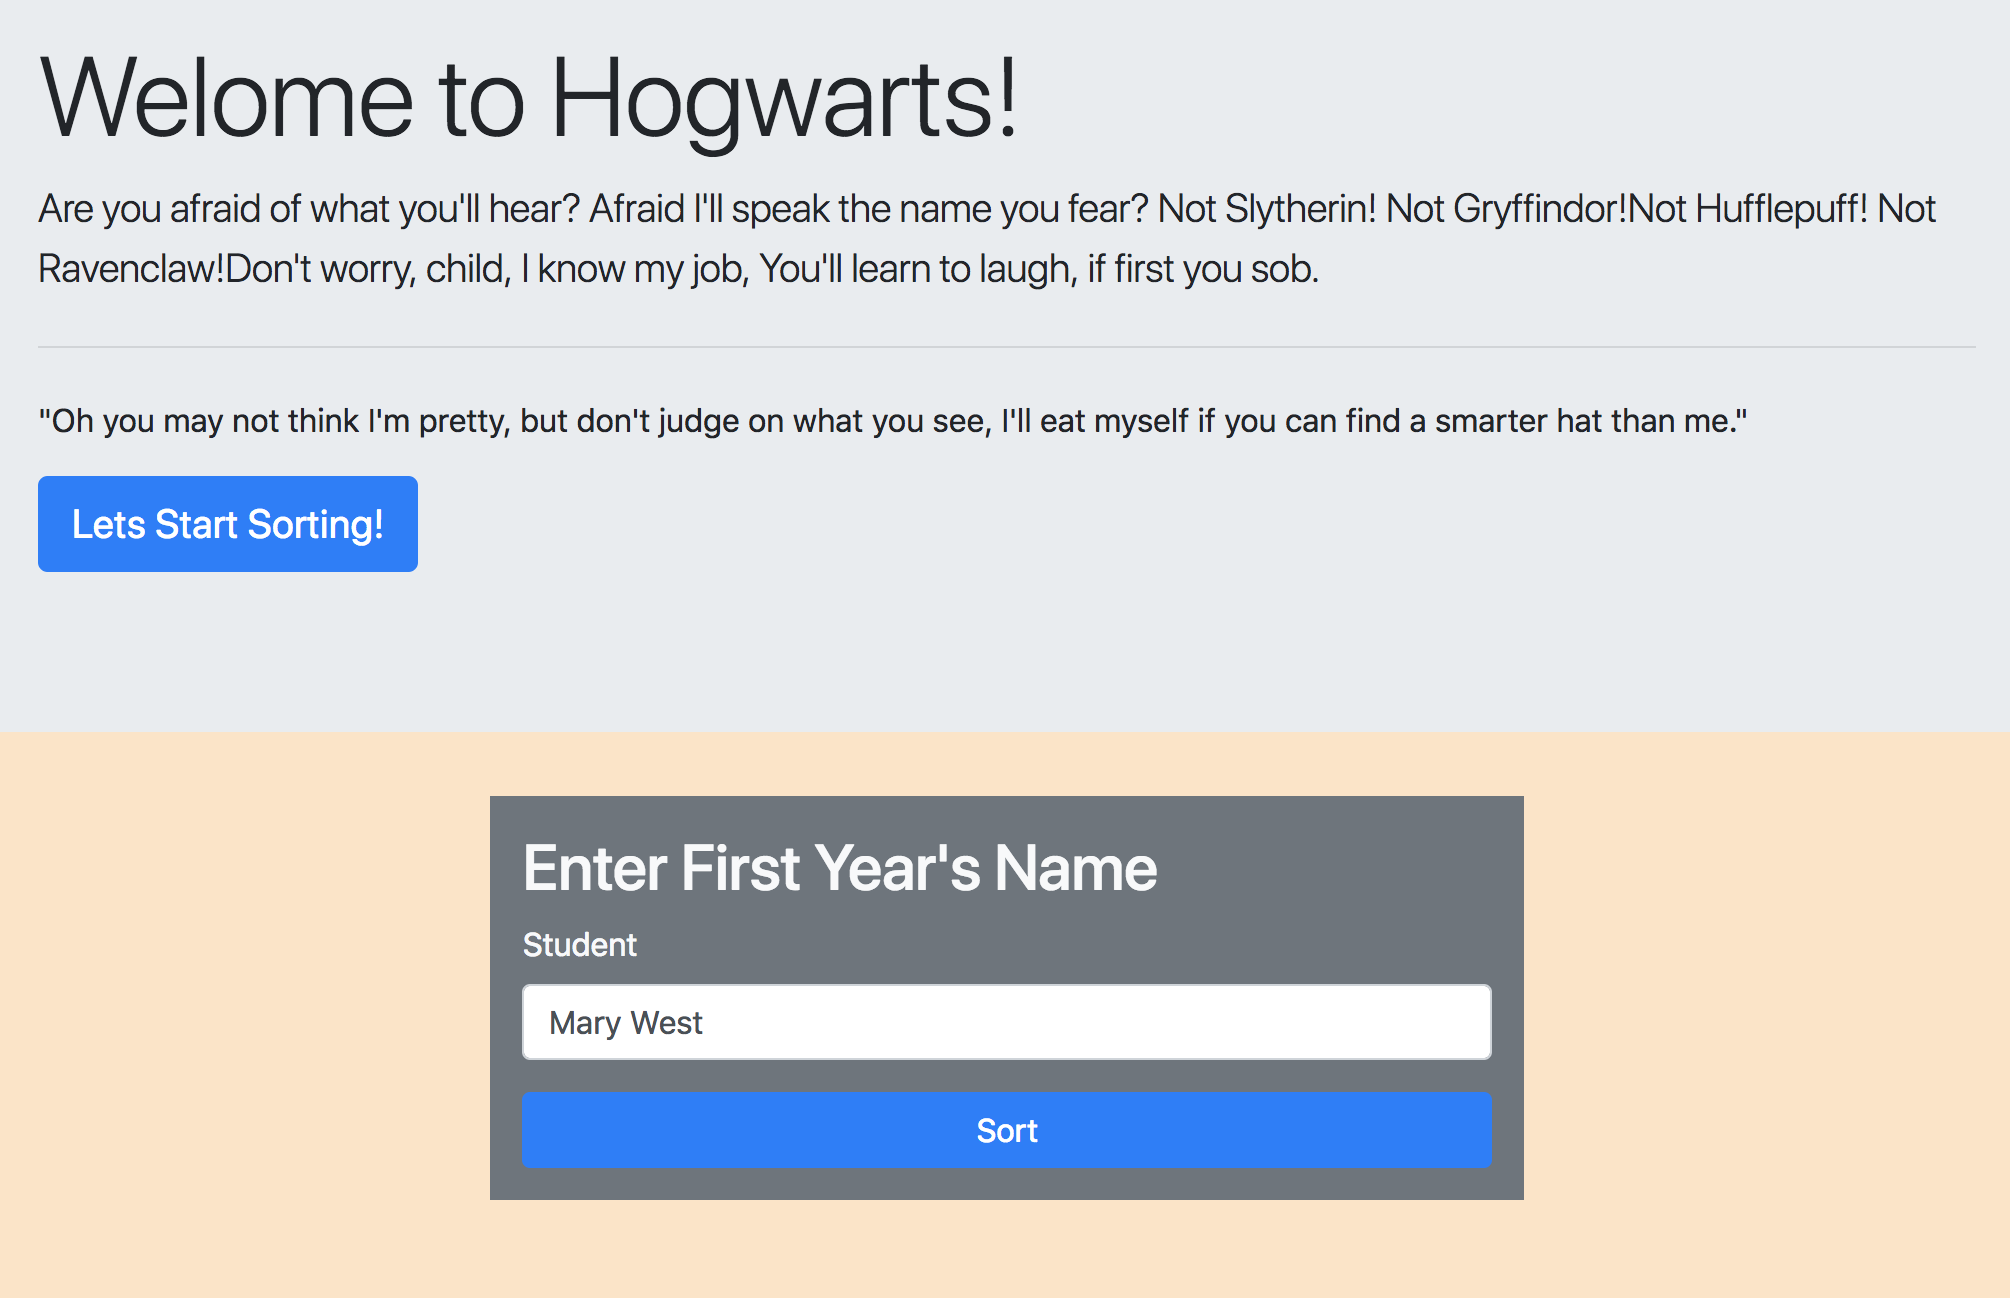 Welome to Hogwarts!
Are you afraid of what you'll hear? Afraid I'll speak the name you fear? Not Slytherin! Not Gryffindor!Not Hufflepuff! Not
Ravenclaw!Don't worry, child, I know my job, You'll learn to laugh, if first you sob.
"Oh you may not think I'm pretty, but don't judge on what you see, I'll eat myself if you can find a smarter hat than me."
Lets Start Sorting!
Enter First Year's Name
Student
Mary West
Sort